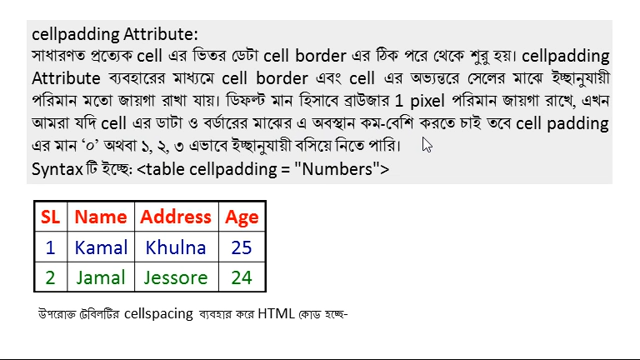 cellpadding Attribute:
সাধারণত প্রত্যেক cell এর ভিতর ডেটা cell border এর ঠিক পরে থেকে শুরু হয়। cellpadding
Attribute ব্যবহারের মাধ্যমে cell border এবং cell এর অভ্যন্তরে সেলের মাঝে ইচ্ছানুযায়ী
পরিমান মতো জায়গা রাখা যায়। ডিফল্ট মান হিসাবে ব্রাউজার 1 pixel পরিমান জায়গা রাখে, এখন
আমরা যদি cell এর ডাটা ও বর্ডারের মাঝের এ অবস্থান কম-বেশি করতে চাই তবে cell padding
এর মান ‘০’ অথবা ১, ২, ৩ এভাবে ইচ্ছানুযায়ী বসিয়ে নিতে পারি।
Syntax টি ইচ্ছে: <table cellpadding = "Numbers">
SL Name Address Age
1 Kamal Khulna 25
2 Jamal Jessore 24
উপরোক্ত টেবিলটির cellspacing ব্যবহার করে HTML কোড হচ্ছে-